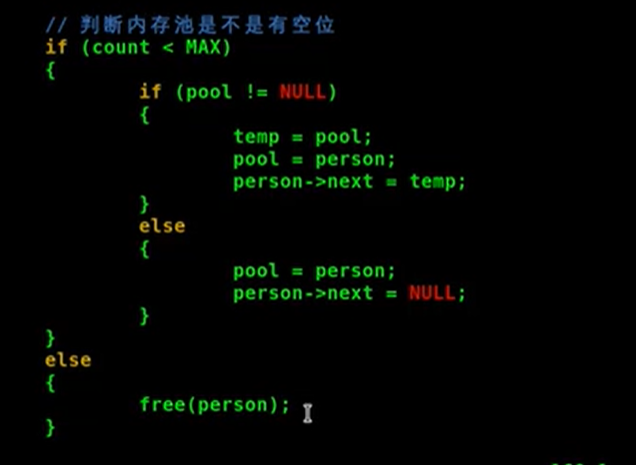 // 判断内存池是不是有空位
if (count < MAX)
{
if (pool != NULL)
{
temp = pool;
pool = person;
person->next = temp;
}
else
{
pool = person;
person->next = NULL;
}
}
else
{
free(person);
}